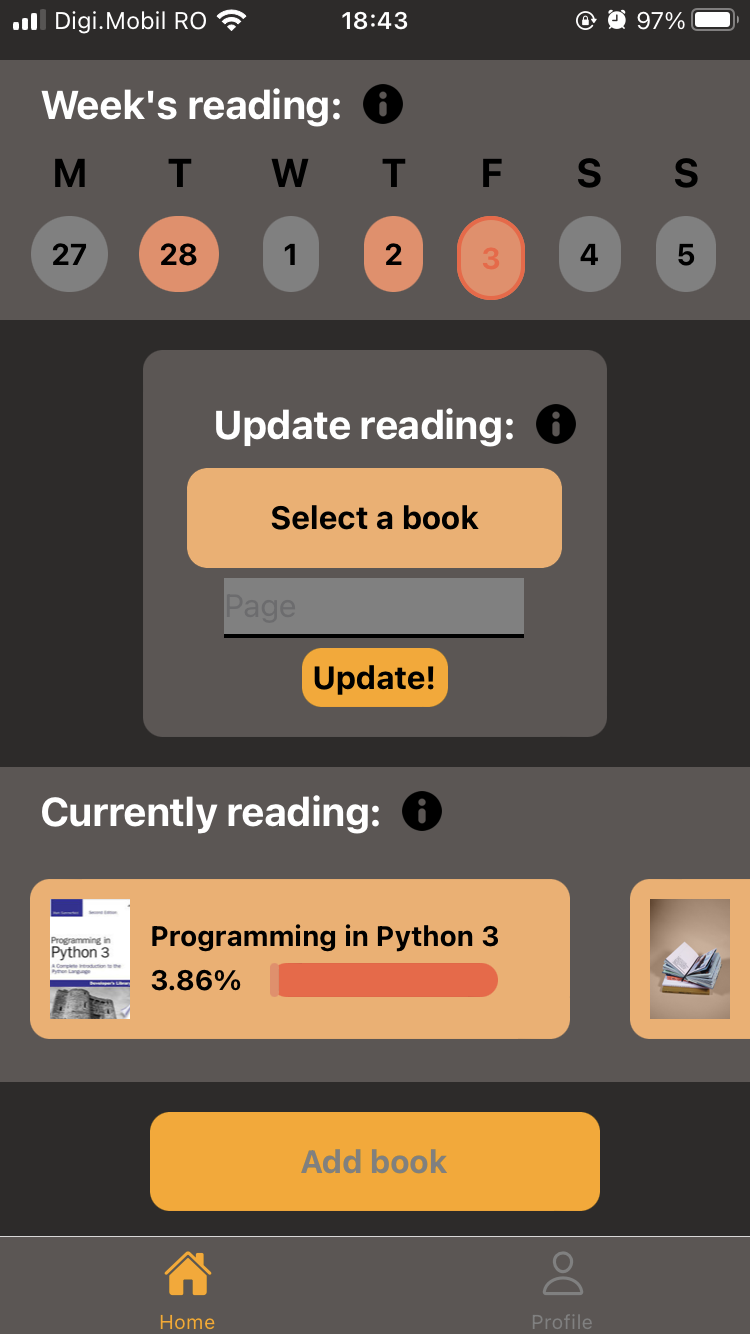 Digi.Mobil RO 18:43 97%
Week's reading:
M T W T F S S
27 28 1 2 3 4 5
Update reading:
Select a book
Page
Update!
Currently reading:
Second Edition
Programming in
Python 3
A Complete Introduction to the
Python Language
Developer's Library
Programming in Python 3
3.86%
Add book
Home Profile